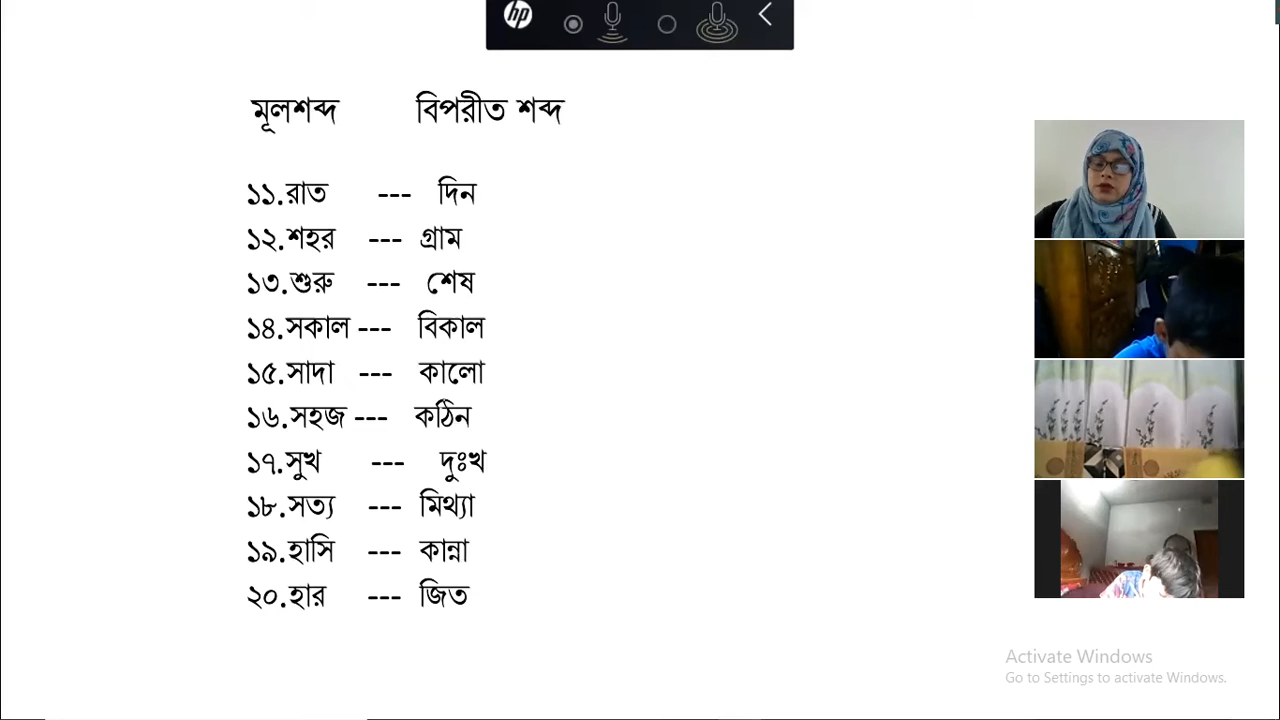 hp
মূলশব্দ বিপরীত শব্দ
১১.রাত --- দিন
১২.শহর --- গ্রাম
১৩.শুরু --- শেষ
১৪.সকাল --- বিকাল
১৫.সাদা --- কালো
১৬.সহজ --- কঠিন
১৭.সুখ --- দুঃখ
১৮.সত্য --- মিথ্যা
১৯.হাসি --- কান্না
২০.হার --- জিত
Activate Windows
Go to Settings to activate Windows.